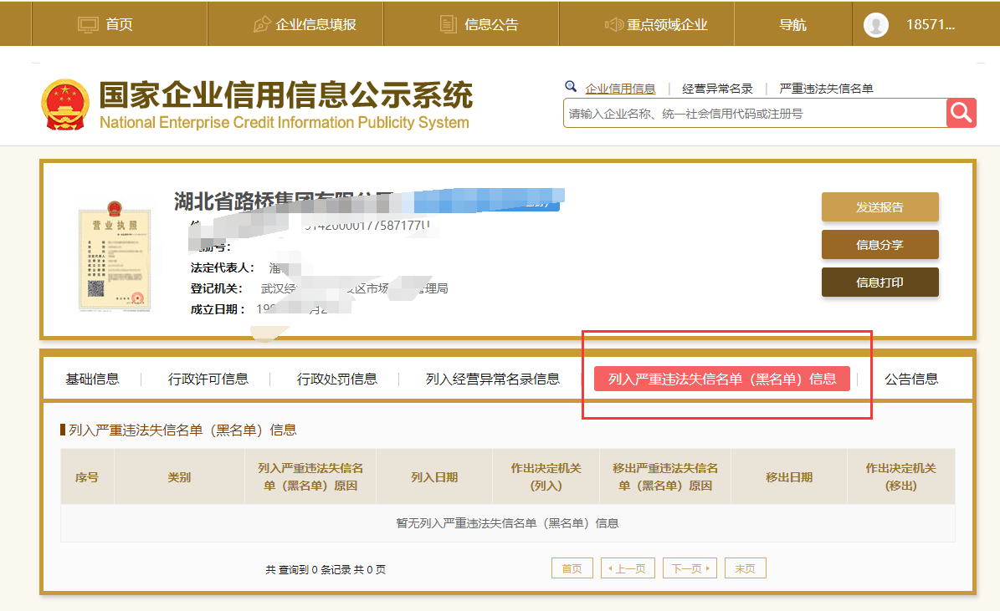 首页 企业信息填报 信息公告 重点领域企业 导航 18571...
国家企业信用信息公示系统
National Enterprise Credit Information Publicity System
企业信用信息 | 经营异常名录 | 严重违法失信名单
请输入企业名称、统一社会信用代码或注册号
湖北省路桥集团有限公司
营业执照
91420000177587177U
册号：
法定代表人： 潘
登记机关： 武汉经 发区市场 管理局
成立日期： 199 月2
发送报告
信息分享
信息打印
基础信息 行政许可信息 行政处罚信息 列入经营异常名录信息 列入严重违法失信名单（黑名单）信息 公告信息
列入严重违法失信名单（黑名单）信息
序号 类别 列入严重违法失信名单（黑名单）原因 列入日期 作出决定机关(列入) 移出严重违法失信名单（黑名单）原因 移出日期 作出决定机关(移出)
暂无列入严重违法失信名单（黑名单）信息
共 查询到 0 条记录 共 0 页 首页 上一页 下一页 末页